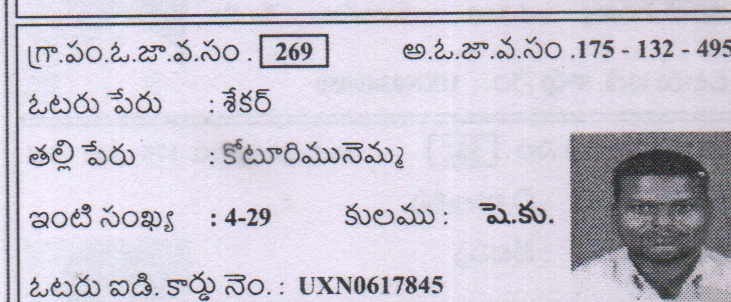 గ్రా.పం.ఓ.జా.వ.సం . 269 అ.ఓ.జా.వ.సం .175 - 132 - 495
ఓటరు పేరు : శేకర్
తల్లి పేరు : కోటూరిమునెమ్మ
ఇంటి సంఖ్య : 4-29 కులము : షె.కు.
ఓటరు ఐడి. కార్డు నెం. : UXN0617845